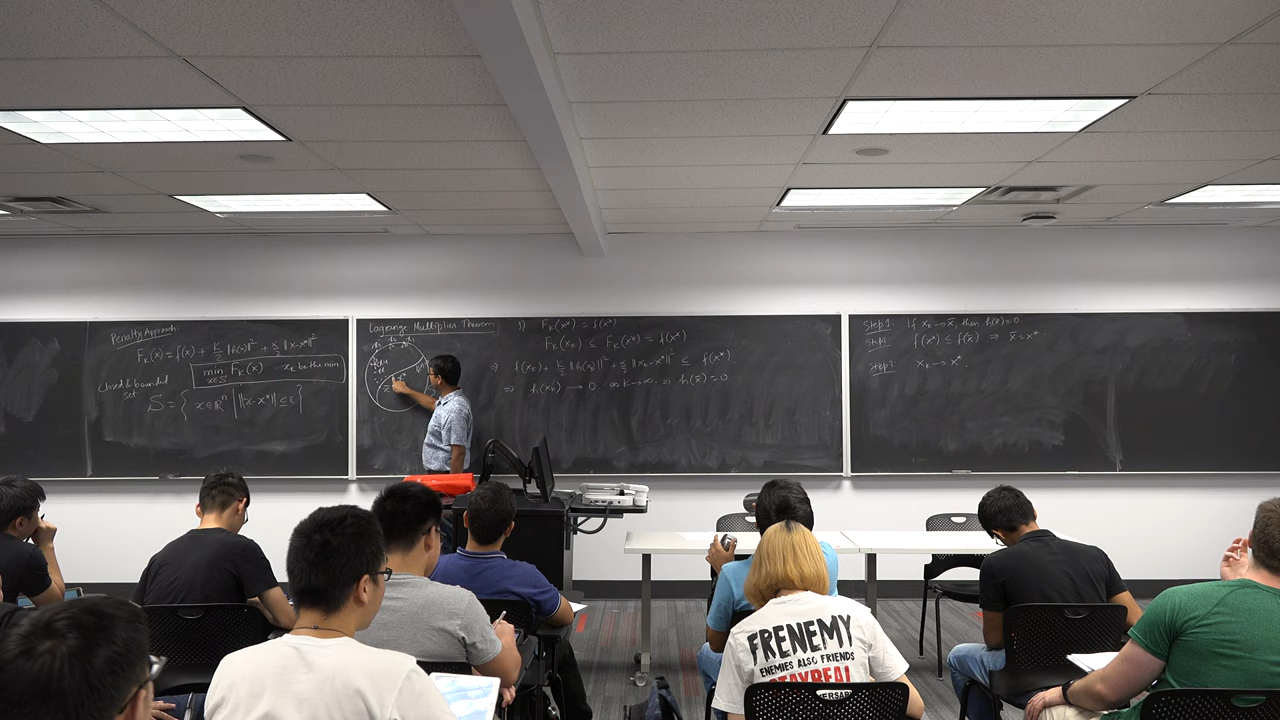 Penalty Approach:
F_k(x) = f(x) + k/2 ||h(x)||² + α/2 ||x-x*||²
min F_k(x) x_k be the min
x∈S
closed & bounded
set
S = { x∈ℝⁿ | ||x-x*|| ≤ ε }
Lagrange Multiplier Theorem
1) F_k(x*) = f(x*)
F_k(x_k) ≤ F_k(x*) = f(x*)
⇒ f(x_k) + k/2 ||h(x_k)||² + α/2 ||x_k-x*||² ≤ f(x*)
⇒ h(x_k) → 0 as k→∞ ⇒ h(x̄) = 0
Step 1: If x_k → x̄, then h(x̄)=0.
Step 2: f(x*) ≤ f(x̄) ⇒ x̄ = x*
Step 3: x_k → x*.
FRENEMY
ENEMIES ALSO FRIENDS
STAYREAL